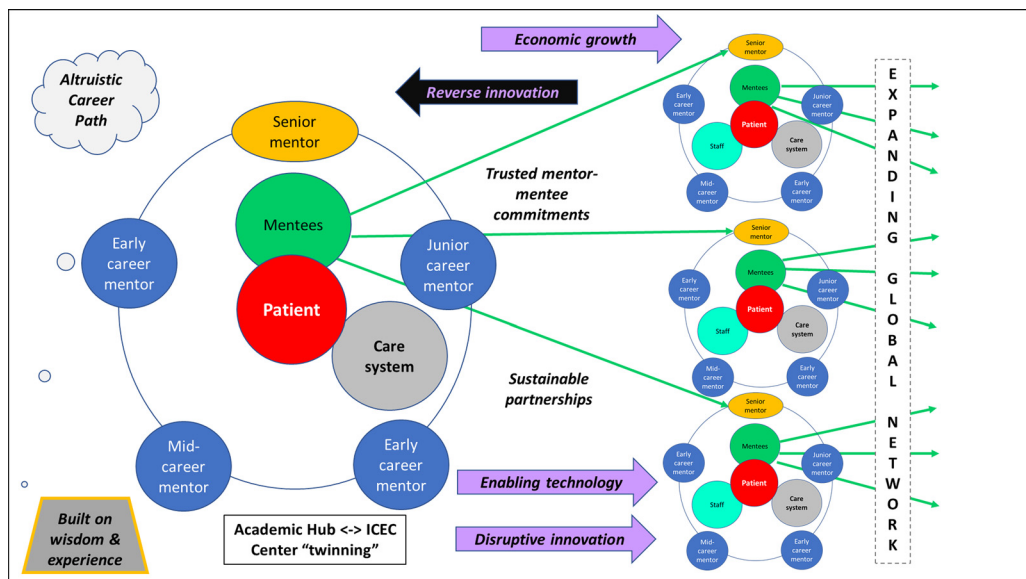 Altruistic
Career
Path
Economic growth
Reverse innovation
Senior
mentor
Mentees
Patient
Care
system
Early
career
mentor
Junior
career
mentor
Mid-
career
mentor
Early
career
mentor
Trusted mentor-
mentee
commitments
Sustainable
partnerships
Enabling technology
Disruptive innovation
Built on
wisdom &
experience
Academic Hub <-> ICEC
Center “twinning”
Senior
mentor
Mentees
Patient
Staff
Care
system
Early
career
mentor
Junior
career
mentor
Mid-
career
mentor
Early
career
mentor
Senior
mentor
Mentees
Patient
Staff
Care
system
Early
career
mentor
Junior
career
mentor
Mid-
career
mentor
Early
career
mentor
Senior
mentor
Mentees
Patient
Staff
Care
system
Early
career
mentor
Junior
career
mentor
Mid-
career
mentor
Early
career
mentor
EXPANDING GLOBAL NETWORK